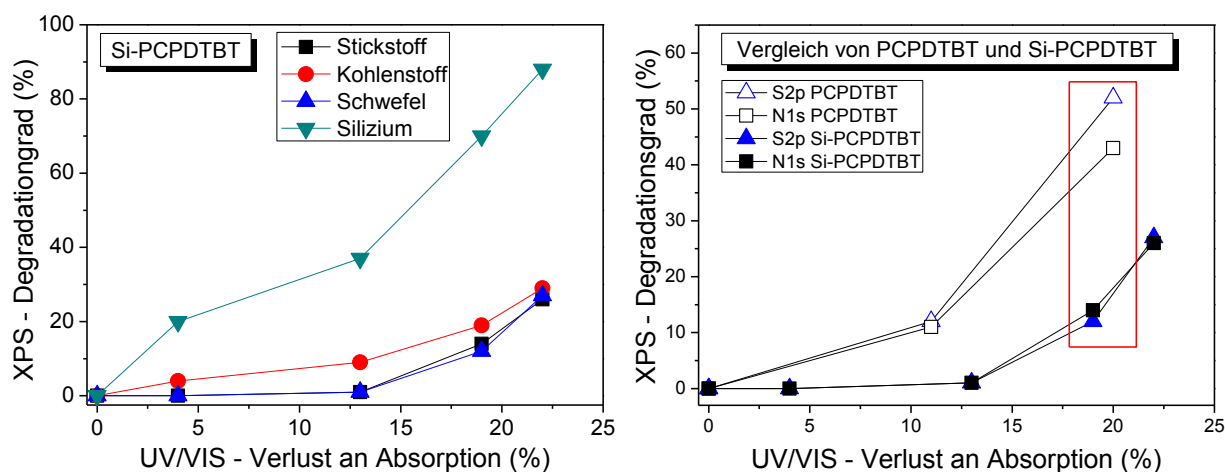 Si-PCPDTBT
Stickstoff
Kohlenstoff
Schwefel
Silizium
XPS - Degradationgrad (%)
100
80
60
40
20
0
0 5 10 15 20 25
UV/VIS - Verlust an Absorption (%)
Vergleich von PCPDTBT und Si-PCPDTBT
S2p PCPDTBT
N1s PCPDTBT
S2p Si-PCPDTBT
N1s Si-PCPDTBT
XPS - Degradationsgrad (%)
60
50
40
30
20
10
0
0 5 10 15 20 25
UV/VIS - Verlust an Absorption (%)